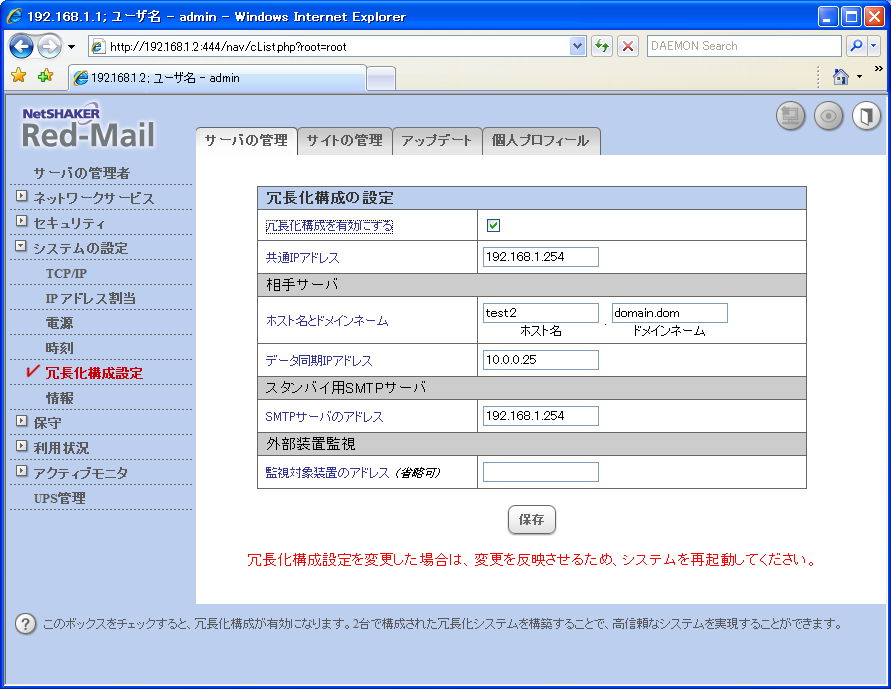 192.168.1.1; ユーザ名 - admin - Windows Internet Explorer
http://192.168.1.2:444/nav/cList.php?root=root
DAEMON Search
192.168.1.2; ユーザ名 - admin
NetSHAKER
Red-Mail
サーバの管理
サイトの管理
アップデート
個人プロフィール
サーバの管理者
ネットワークサービス
セキュリティ
システムの設定
TCP/IP
IPアドレス割当
電源
時刻
冗長化構成設定
情報
保守
利用状況
アクティブモニタ
UPS管理
冗長化構成の設定
冗長化構成を有効にする
共通IPアドレス 192.168.1.254
相手サーバ
ホスト名とドメインネーム test2 . domain.dom
ホスト名 ドメインネーム
データ同期IPアドレス 10.0.0.25
スタンバイ用SMTPサーバ
SMTPサーバのアドレス 192.168.1.254
外部装置監視
監視対象装置のアドレス (省略可)
保存
冗長化構成設定を変更した場合は、変更を反映させるため、システムを再起動してください。
? このボックスをチェックすると、冗長化構成が有効になります。2台で構成された冗長化システムを構築することで、高信頼なシステムを実現することができます。